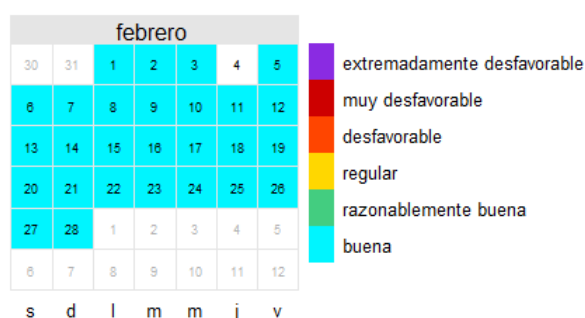 febrero
30 31 1 2 3 4 5
6 7 8 9 10 11 12
13 14 15 16 17 18 19
20 21 22 23 24 25 26
27 28 1 2 3 4 5
6 7 8 9 10 11 12
s d l m m j v
extremadamente desfavorable
muy desfavorable
desfavorable
regular
razonablemente buena
buena